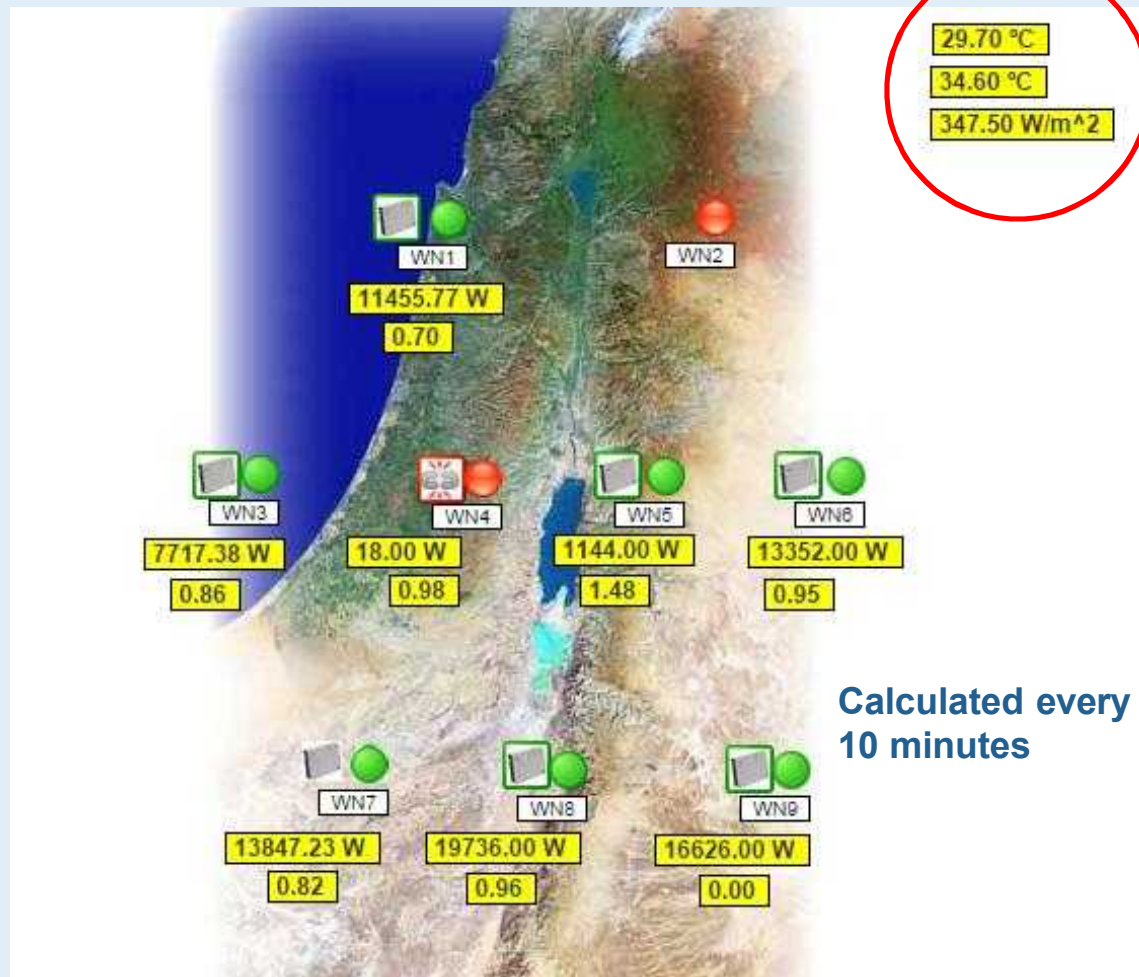 29.70 °C
34.60 °C
347.50 W/m^2
WN1
11455.77 W
0.70
WN2
WN3
7717.38 W
0.86
WN4
18.00 W
0.98
WN5
1144.00 W
1.48
WN6
13352.00 W
0.95
Calculated every
10 minutes
WN7
13847.23 W
0.82
WN8
19736.00 W
0.96
WN9
16626.00 W
0.00